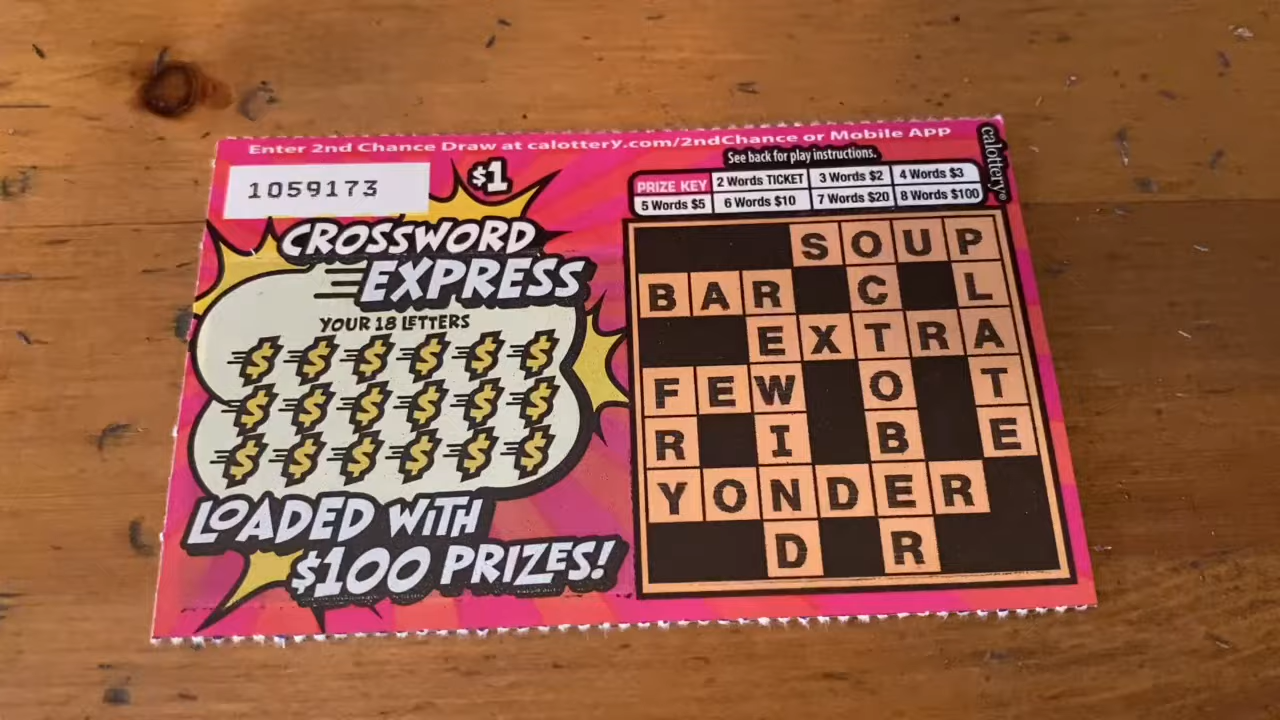 Enter 2nd Chance Draw at calottery.com/2ndChance or Mobile App
calottery®
1059173
$1
CROSSWORD
EXPRESS
YOUR 18 LETTERS
$ $ $ $ $ $
$ $ $ $ $ $
$ $ $ $ $ $
LOADED WITH
$100 PRIZES!
See back for play instructions.
PRIZE KEY 2 Words TICKET 3 Words $2 4 Words $3
5 Words $5 6 Words $10 7 Words $20 8 Words $100
SOUP
BAR C L
EXTRA
FEW O T
R I B E
YONDER
D R